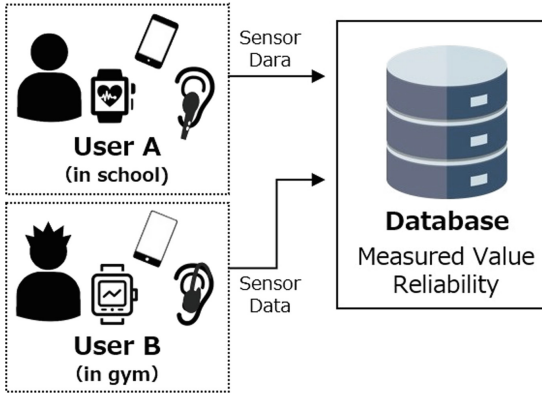 Sensor
Dara
User A
(in school)
Database
Measured Value
Reliability
Sensor
Data
User B
(in gym)